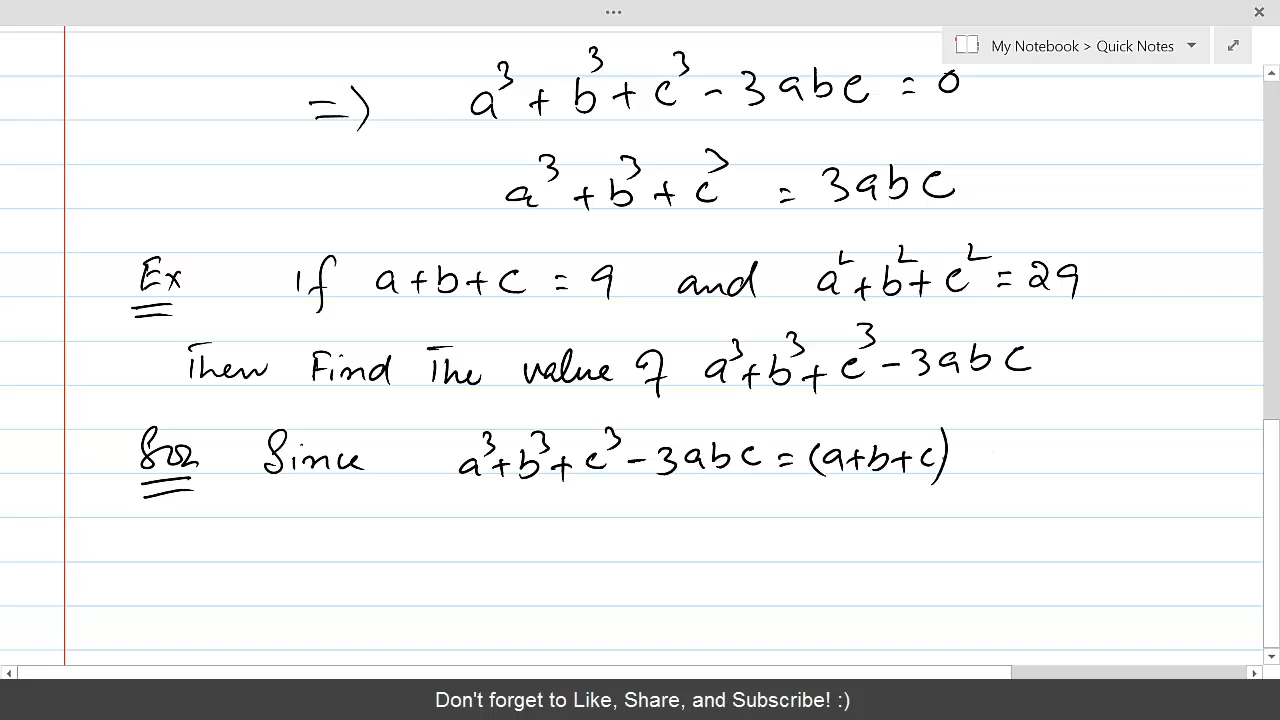 ...
My Notebook > Quick Notes
=> a³ + b³ + c³ - 3abc = 0
a³ + b³ + c³ = 3abc
Ex If a+b+c = 9 and a²+b²+c² = 29
Then Find The value of a³+b³+c³-3abc
Sol Since a³+b³+c³-3abc = (a+b+c)
Don't forget to Like, Share, and Subscribe! :)